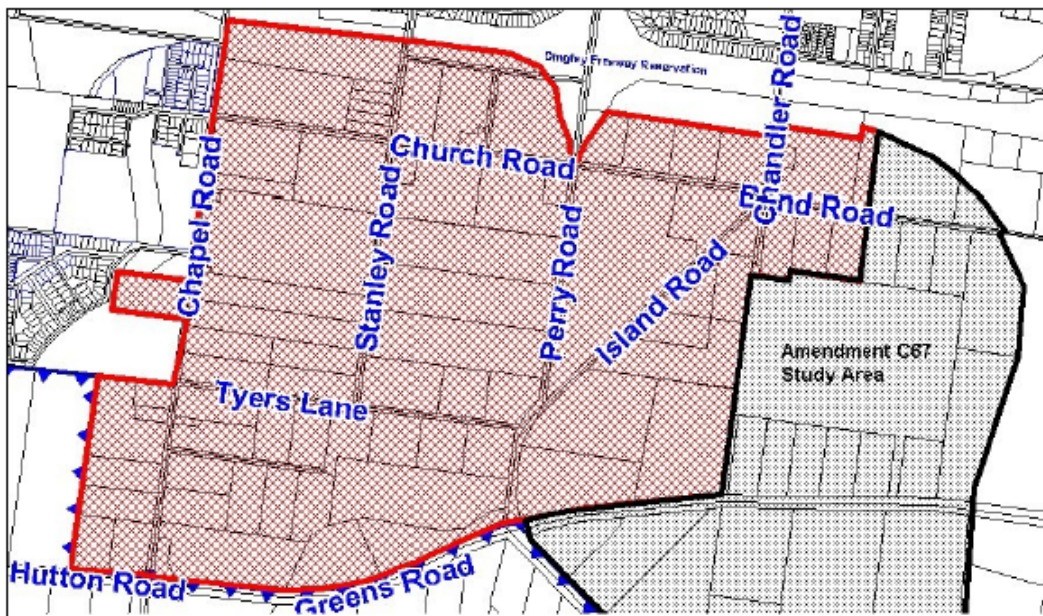 Dingley Freeway Reservation
Chandler Road
Church Road
Bond Road
Chapel Road
Stanley Road
Perry Road
Island Road
Amendment C67
Study Area
Tyers Lane
Hutton Road
Greens Road